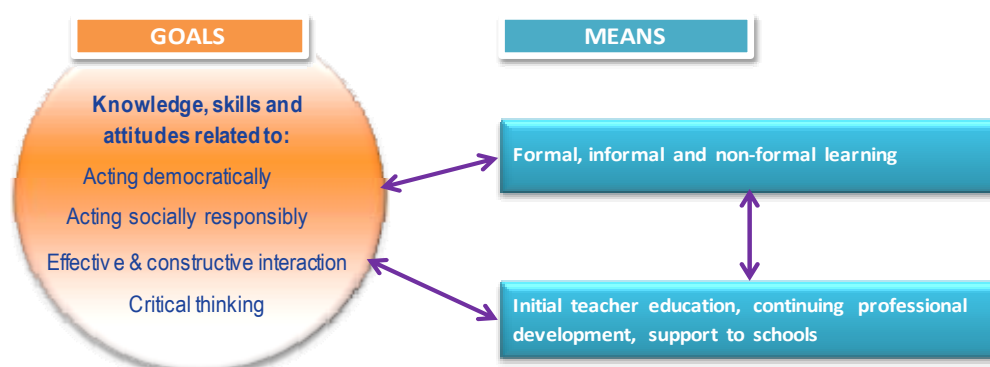 GOALS
Knowledge, skills and
attitudes related to:
Acting democratically
Acting socially responsibly
Effective & constructive interaction
Critical thinking
MEANS
Formal, informal and non-formal learning
Initial teacher education, continuing professional
development, support to schools